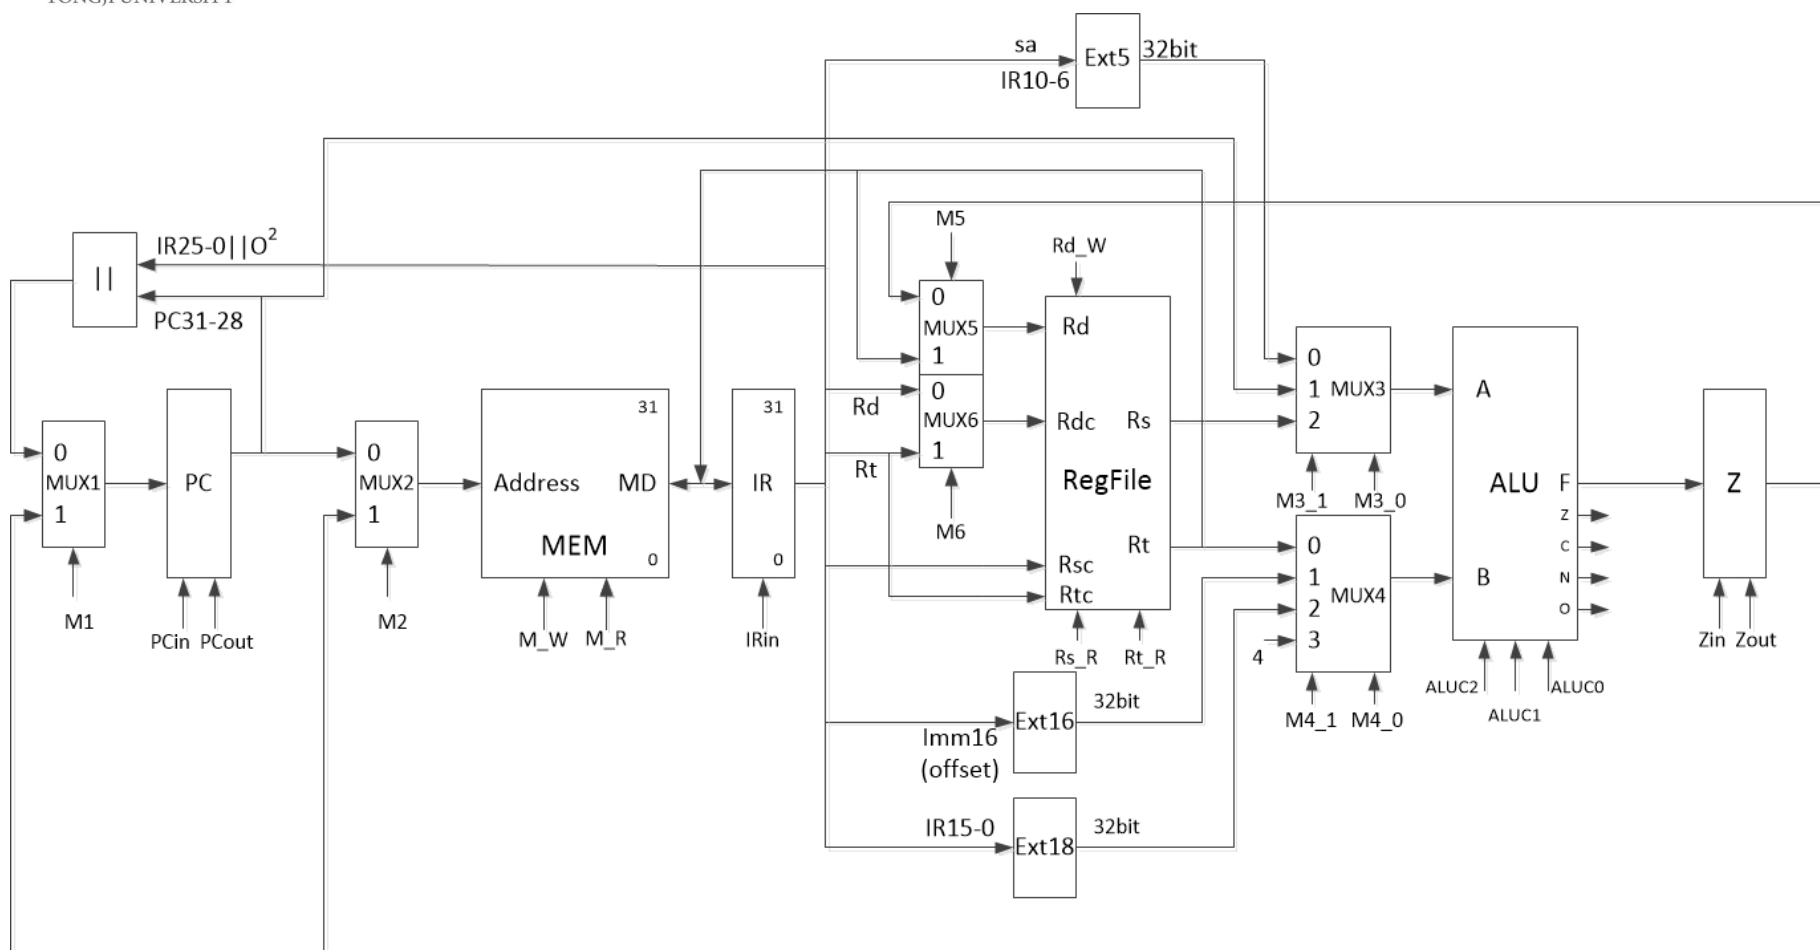 sa
IR10-6
Ext5
32bit
IR25-0||O²
||
PC31-28
M5
Rd_W
0
MUX5
1
Rd
0
MUX6
1
Rd
Rt
M6
Rdc
Rs
RegFile
Rt
Rsc
Rtc
Rs_R
Rt_R
0
MUX1
1
M1
PC
PCin
PCout
0
MUX2
1
M2
31
Address
MD
MEM
0
M_W
M_R
31
IR
0
IRin
0
1
MUX3
2
M3_1
M3_0
0
1
MUX4
2
3
4
M4_1
M4_0
A
ALU
F
Z
C
B
N
O
ALUC2
ALUC1
ALUC0
Z
Zin
Zout
Ext16
32bit
Imm16
(offset)
IR15-0
Ext18
32bit